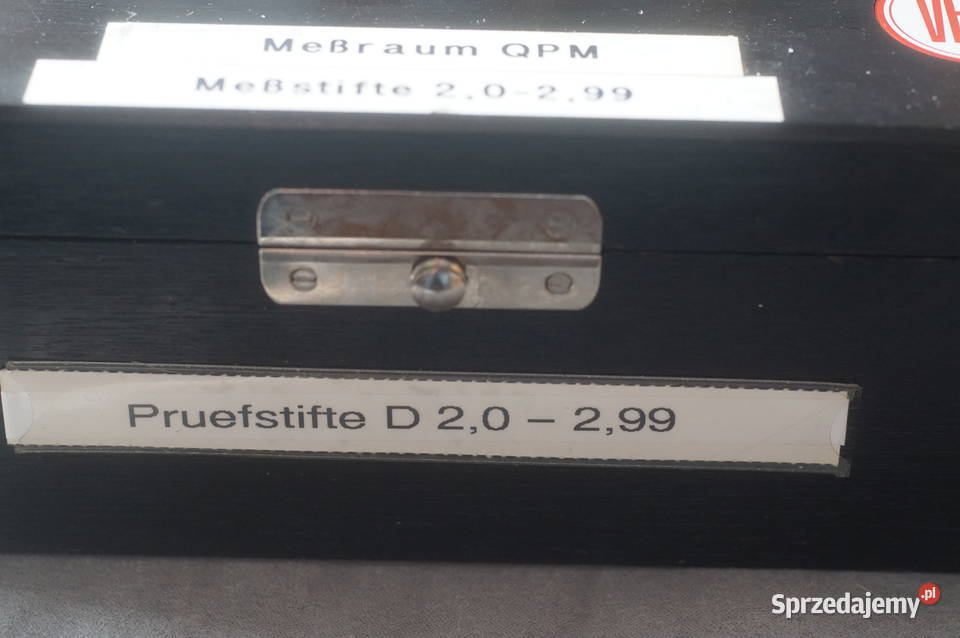 Meßraum QPM
Meßstifte 2,0-2,99
Pruefstifte D 2,0 – 2,99
Sprzedajemy.pl